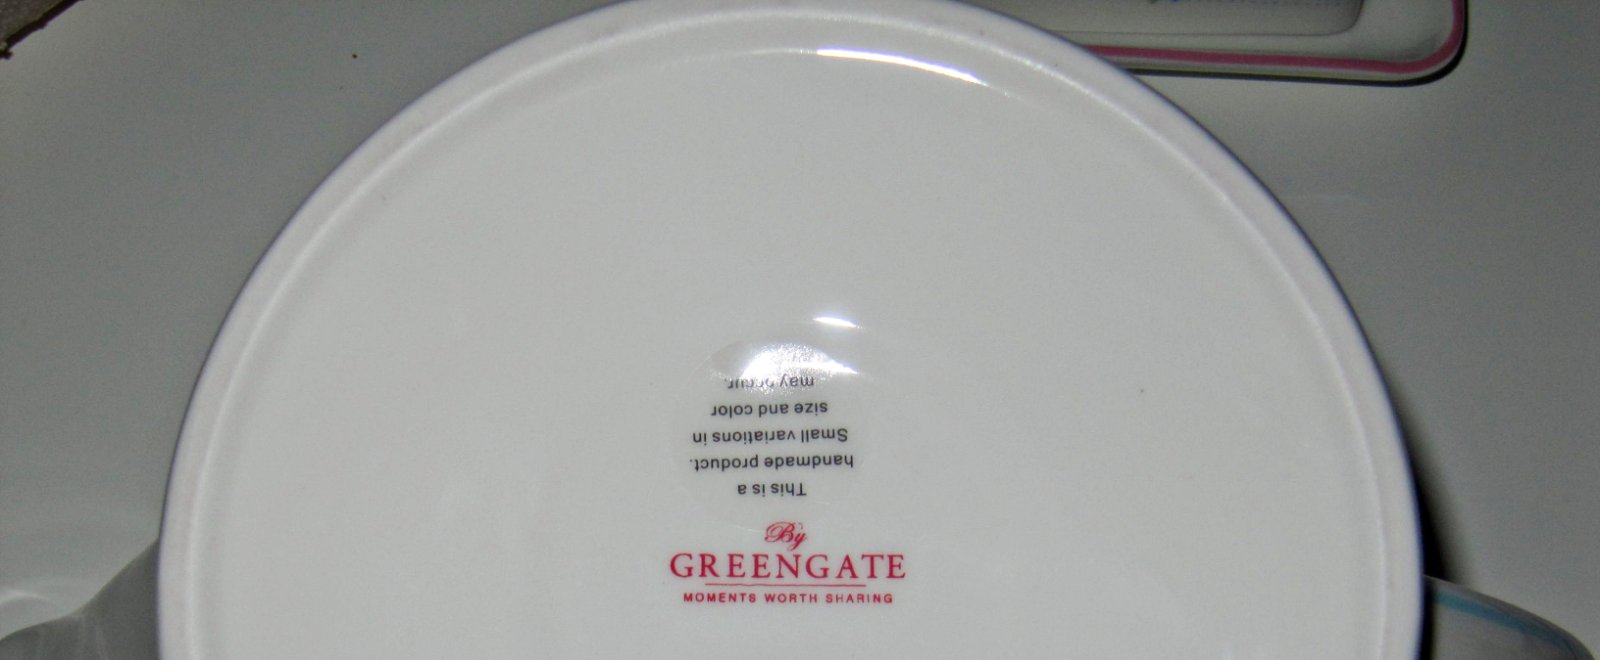 By
GREENGATE
MOMENTS WORTH SHARING
This is a
handmade product.
Small variations in
size and color
may occur.